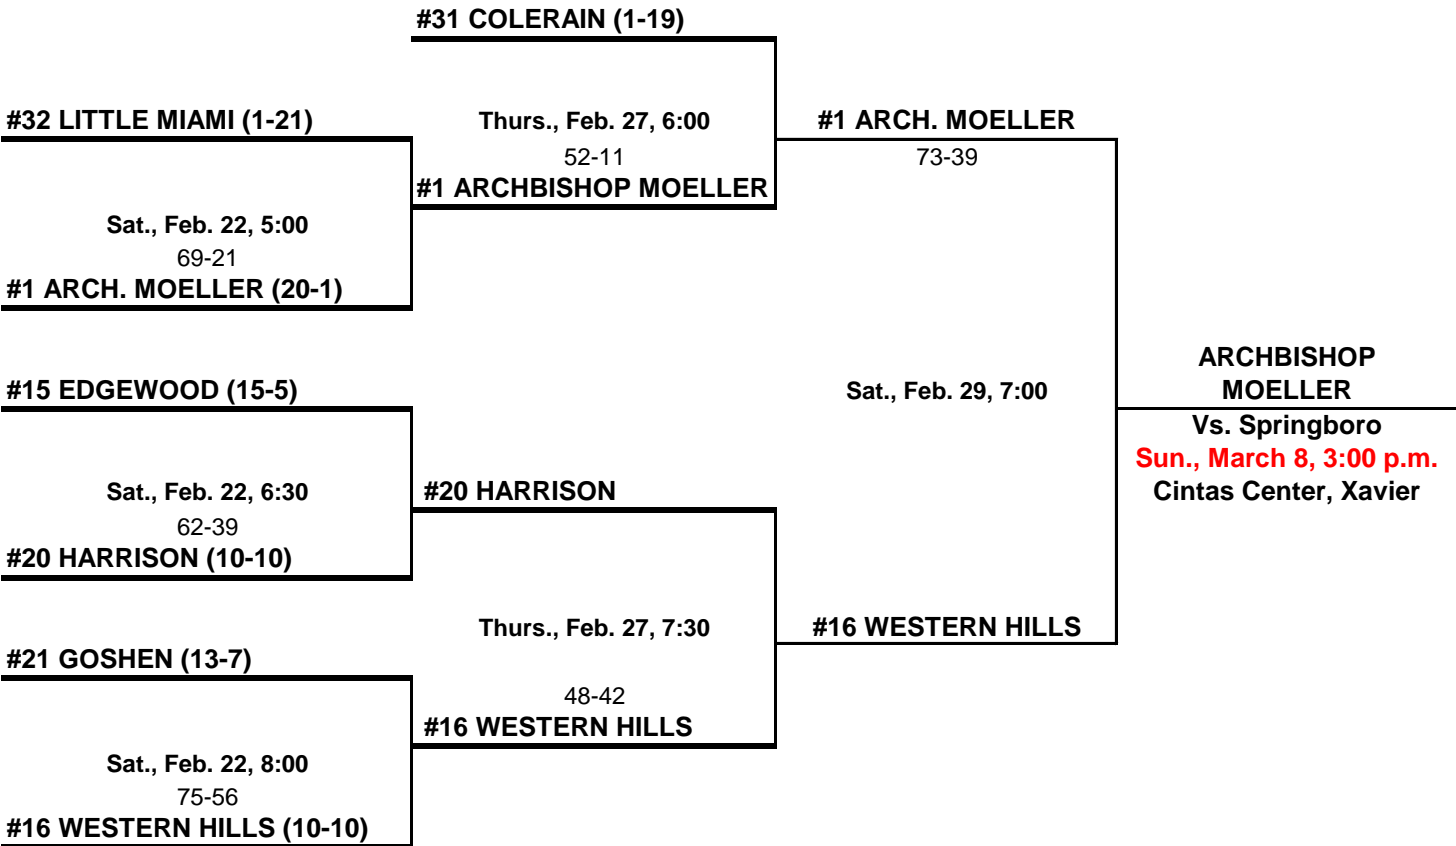 #31 COLERAIN (1-19)
#32 LITTLE MIAMI (1-21)
Thurs., Feb. 27, 6:00
#1 ARCH. MOELLER
52-11
73-39
#1 ARCHBISHOP MOELLER
Sat., Feb. 22, 5:00
69-21
#1 ARCH. MOELLER (20-1)
ARCHBISHOP
MOELLER
#15 EDGEWOOD (15-5)
Sat., Feb. 29, 7:00
Vs. Springboro
Sun., March 8, 3:00 p.m.
Cintas Center, Xavier
Sat., Feb. 22, 6:30
#20 HARRISON
62-39
#20 HARRISON (10-10)
Thurs., Feb. 27, 7:30
#16 WESTERN HILLS
#21 GOSHEN (13-7)
48-42
#16 WESTERN HILLS
Sat., Feb. 22, 8:00
75-56
#16 WESTERN HILLS (10-10)